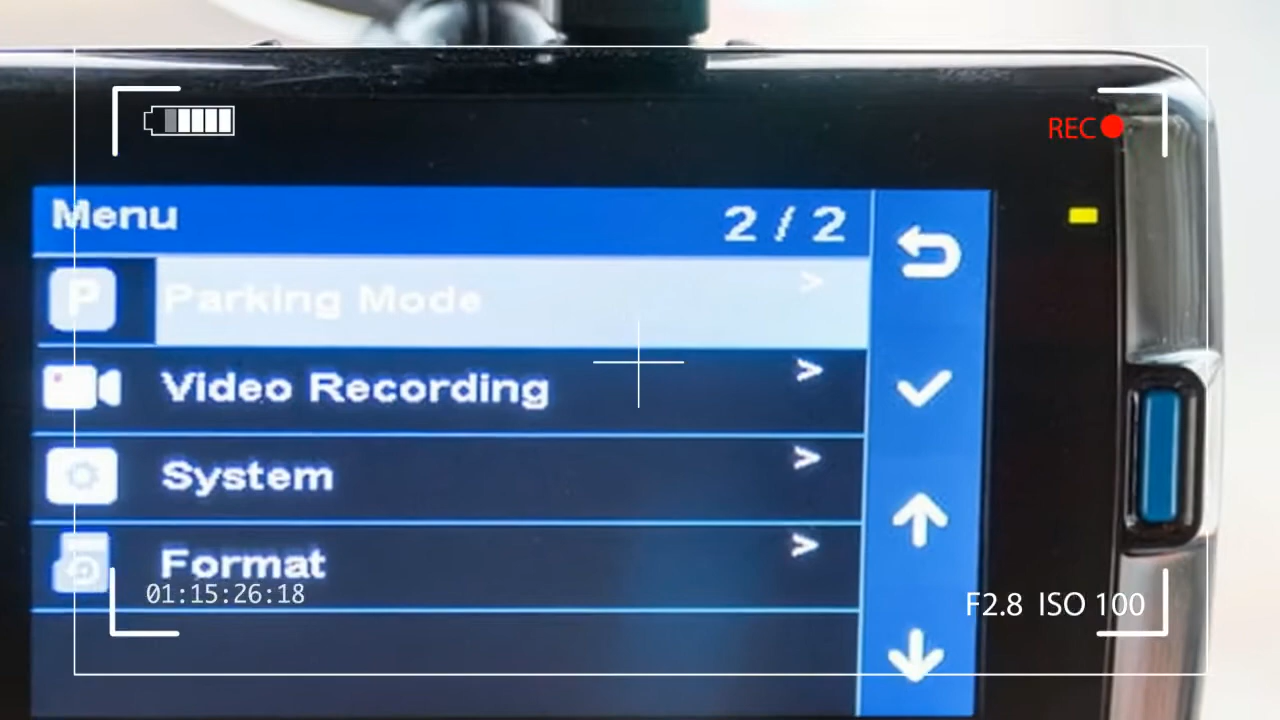 REC
Menu
2 / 2
P
Parking Mode >
Video Recording >
System >
Format >
01:15:26:18
F2.8 ISO 100